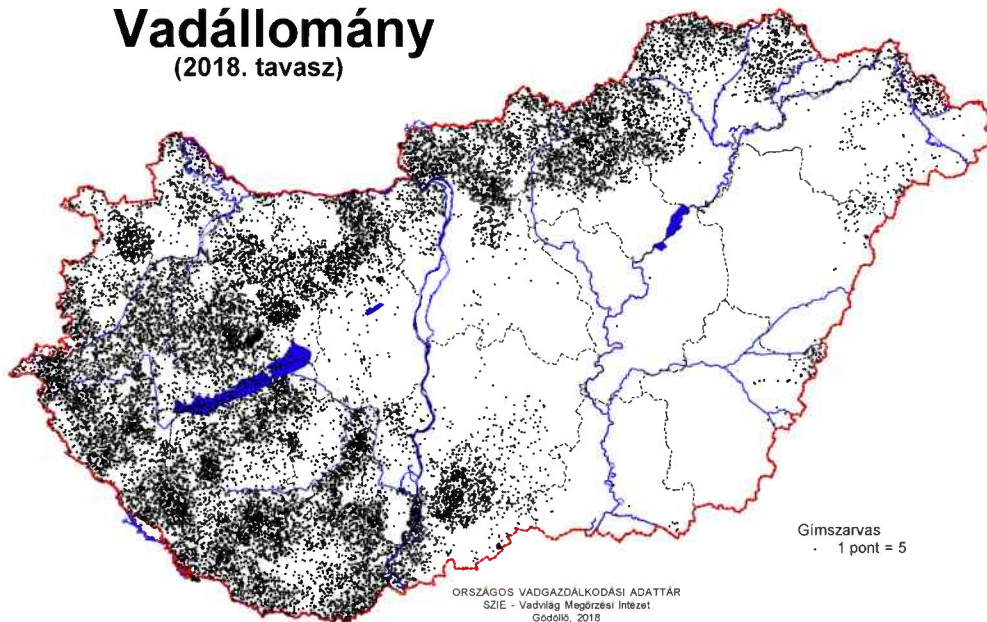 Vadállomány
(2018. tavasz)
Gímszarvas
. 1 pont = 5
ORSZÁGOS VADGAZDÁLKODÁSI ADATTÁR
SZIE - Vadvilág Megőrzési Intézet
Gödöllő, 2018